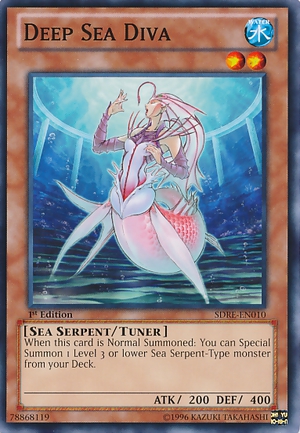 DEEP SEA DIVA
WATER
水
1st Edition
SDRE-EN010
[SEA SERPENT/TUNER]
When this card is Normal Summoned: You can Special
Summon 1 Level 3 or lower Sea Serpent-Type monster
from your Deck.
ATK/ 200 DEF/ 400
78868119
©1996 KAZUKI TAKAHASHI